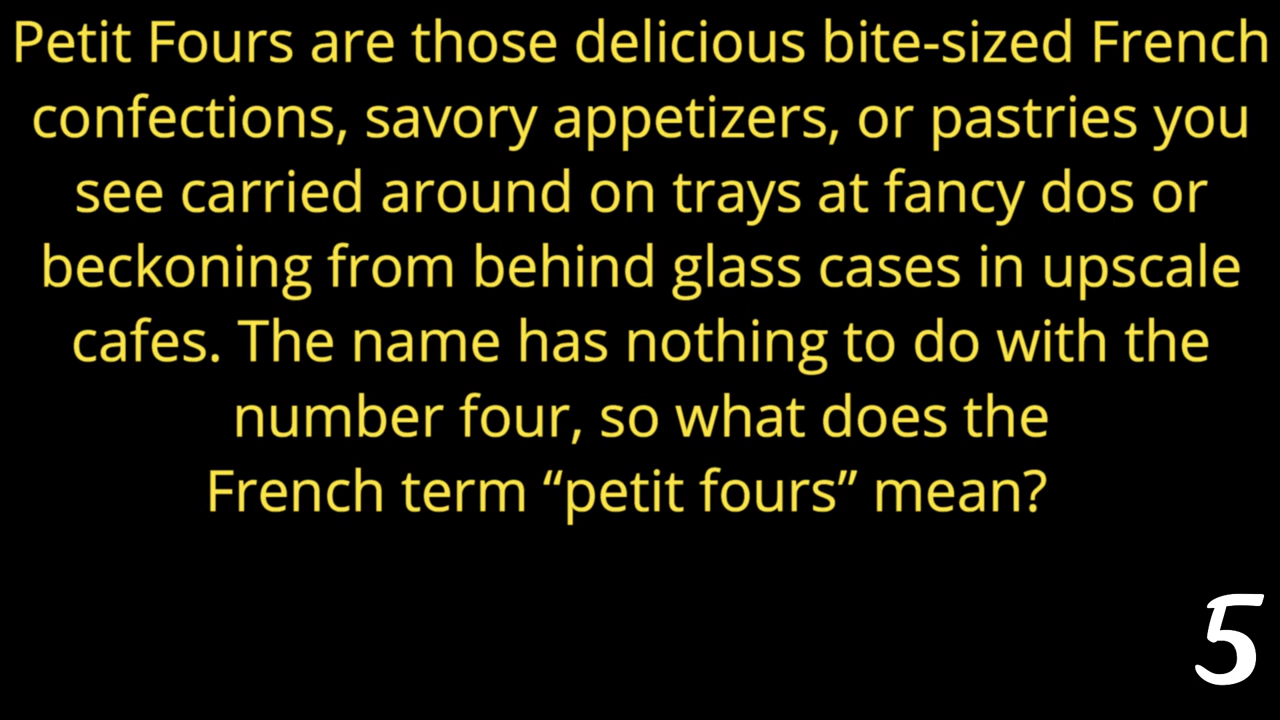 Petit Fours are those delicious bite-sized French
confections, savory appetizers, or pastries you
see carried around on trays at fancy dos or
beckoning from behind glass cases in upscale
cafes. The name has nothing to do with the
number four, so what does the
French term “petit fours” mean?
5